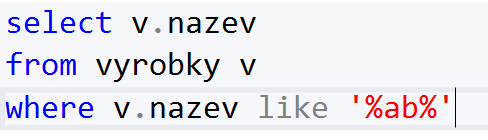 select v.nazev
from vyrobky v
where v.nazev like '%ab%'